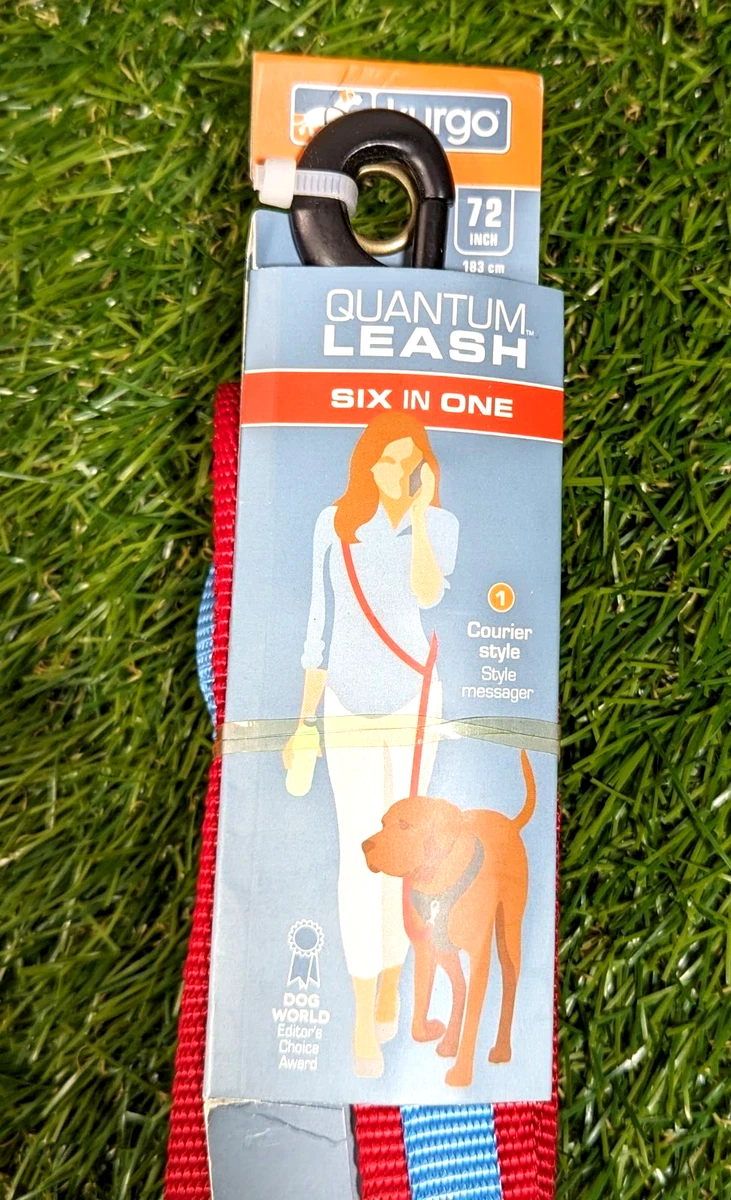 kurgo
72
INCH
183 cm
QUANTUM™
LEASH
SIX IN ONE
1
Courier
style
Style
messager
DOG
WORLD
Editor's
Choice
Award